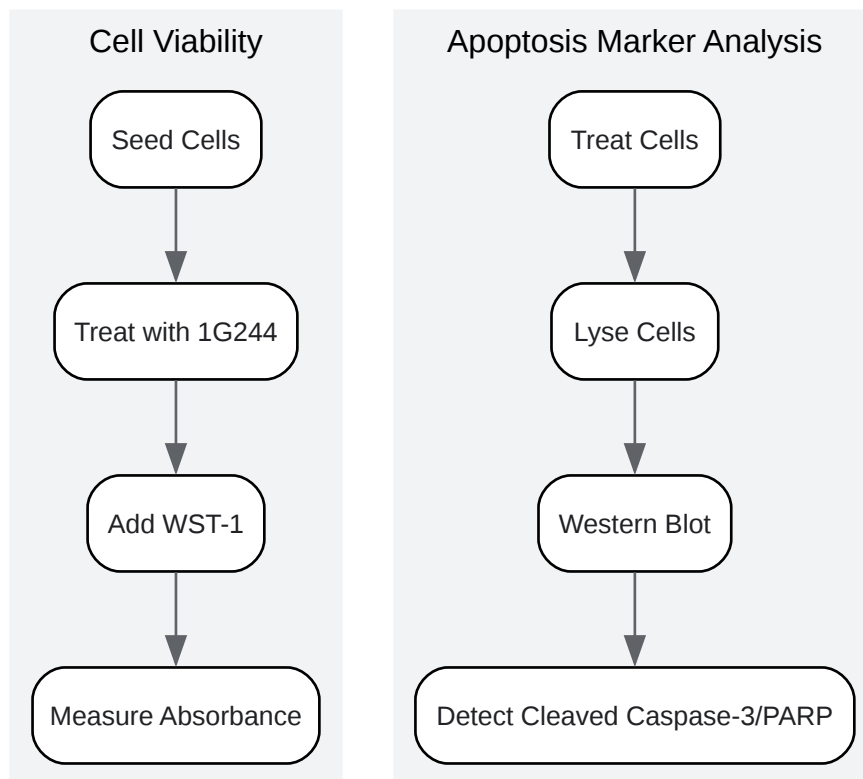 Cell Viability
Seed Cells
Treat with 1G244
Add WST-1
Measure Absorbance
Apoptosis Marker Analysis
Treat Cells
Lyse Cells
Western Blot
Detect Cleaved Caspase-3/PARP